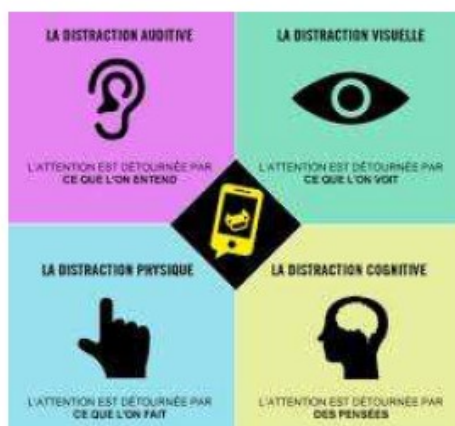 LA DISTRACTION AUDITIVE
L'ATTENTION EST DÉTOURNÉE PAR
CE QUE L'ON ENTEND
LA DISTRACTION VISUELLE
L'ATTENTION EST DÉTOURNÉE PAR
CE QUE L'ON VOIT
LA DISTRACTION PHYSIQUE
L'ATTENTION EST DÉTOURNÉE PAR
CE QUE L'ON FAIT
LA DISTRACTION COGNITIVE
L'ATTENTION EST DÉTOURNÉE PAR
DES PENSÉES